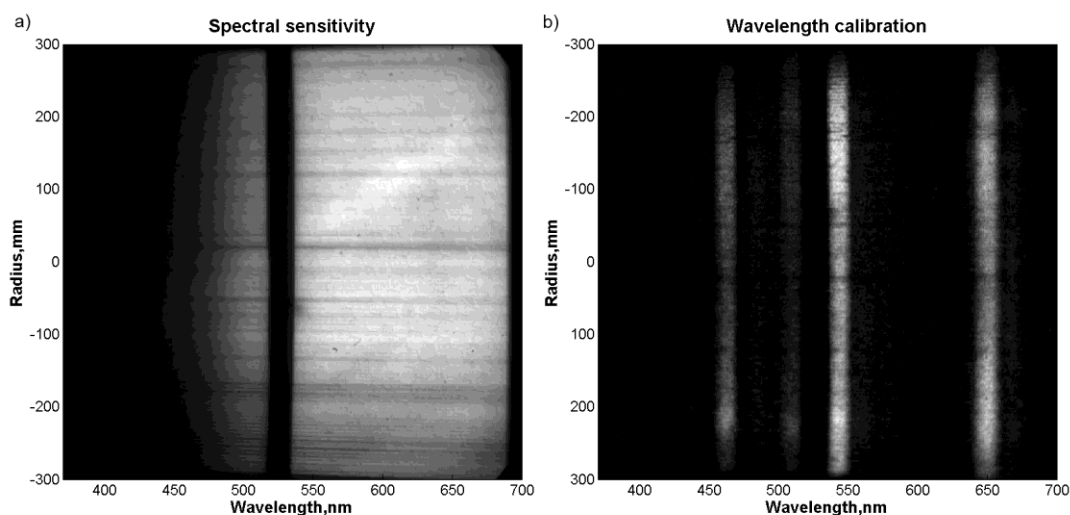 a)
Spectral sensitivity
300
200
100
0
-100
-200
-300
Radius,mm
400 450 500 550 600 650 700
Wavelength,nm
b)
Wavelength calibration
-300
-200
-100
0
100
200
300
Radius,mm
400 450 500 550 600 650 700
Wavelength,nm